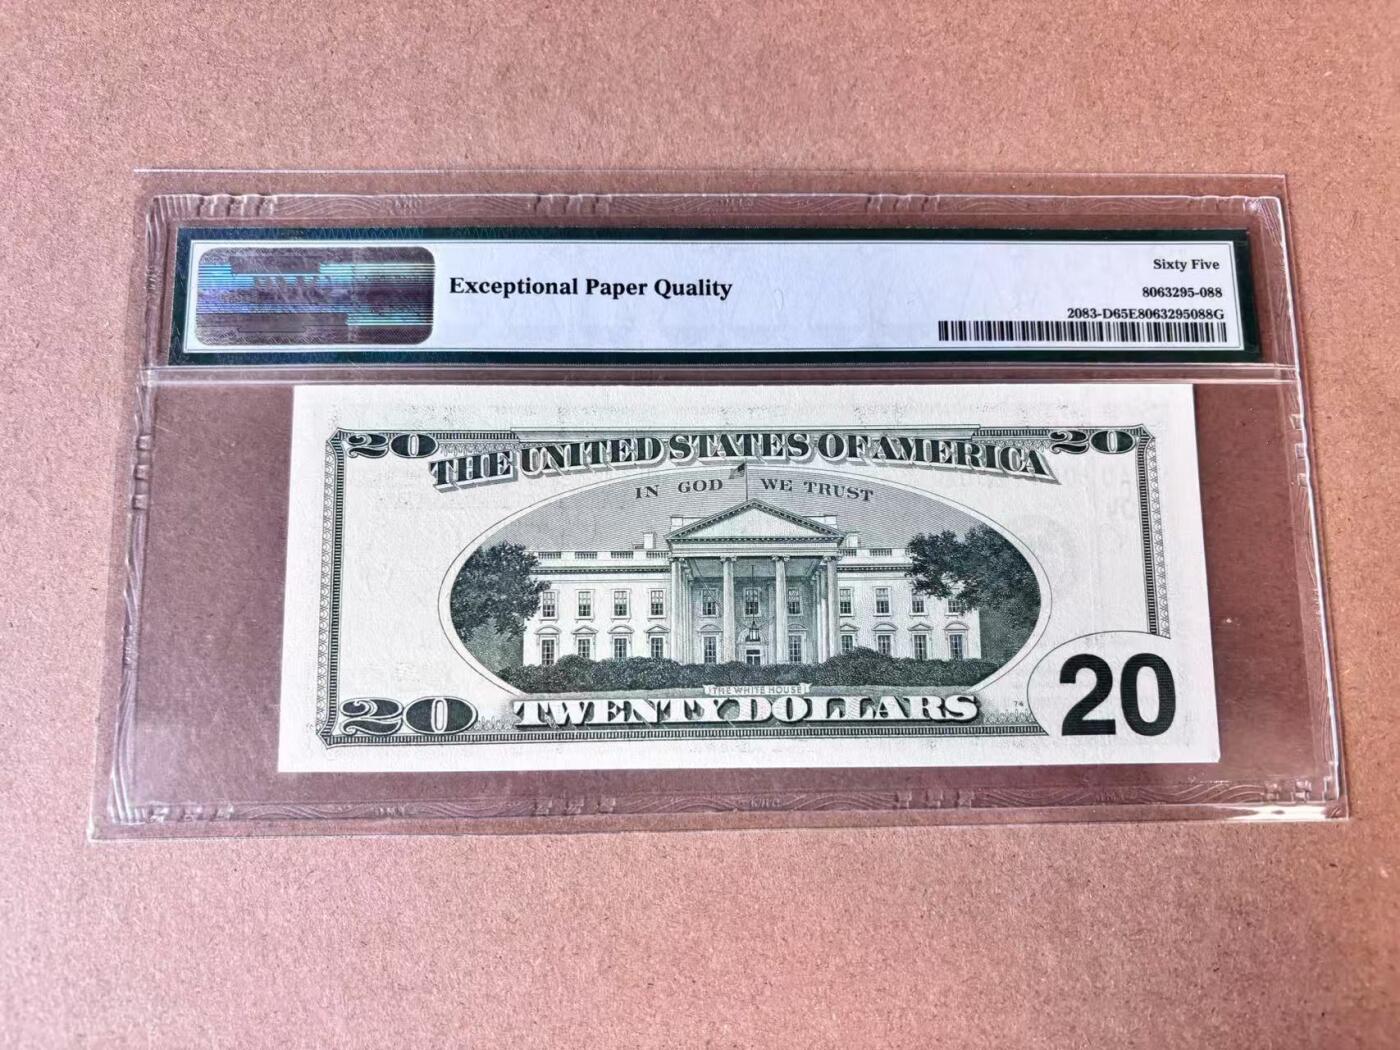 Exceptional Paper Quality
Sixty Five
8063295-088
2083-D65E8063295088G
20
20
THE UNITED STATES OF AMERICA
IN GOD WE TRUST
THE WHITE HOUSE
20
TWENTY DOLLARS
74
20